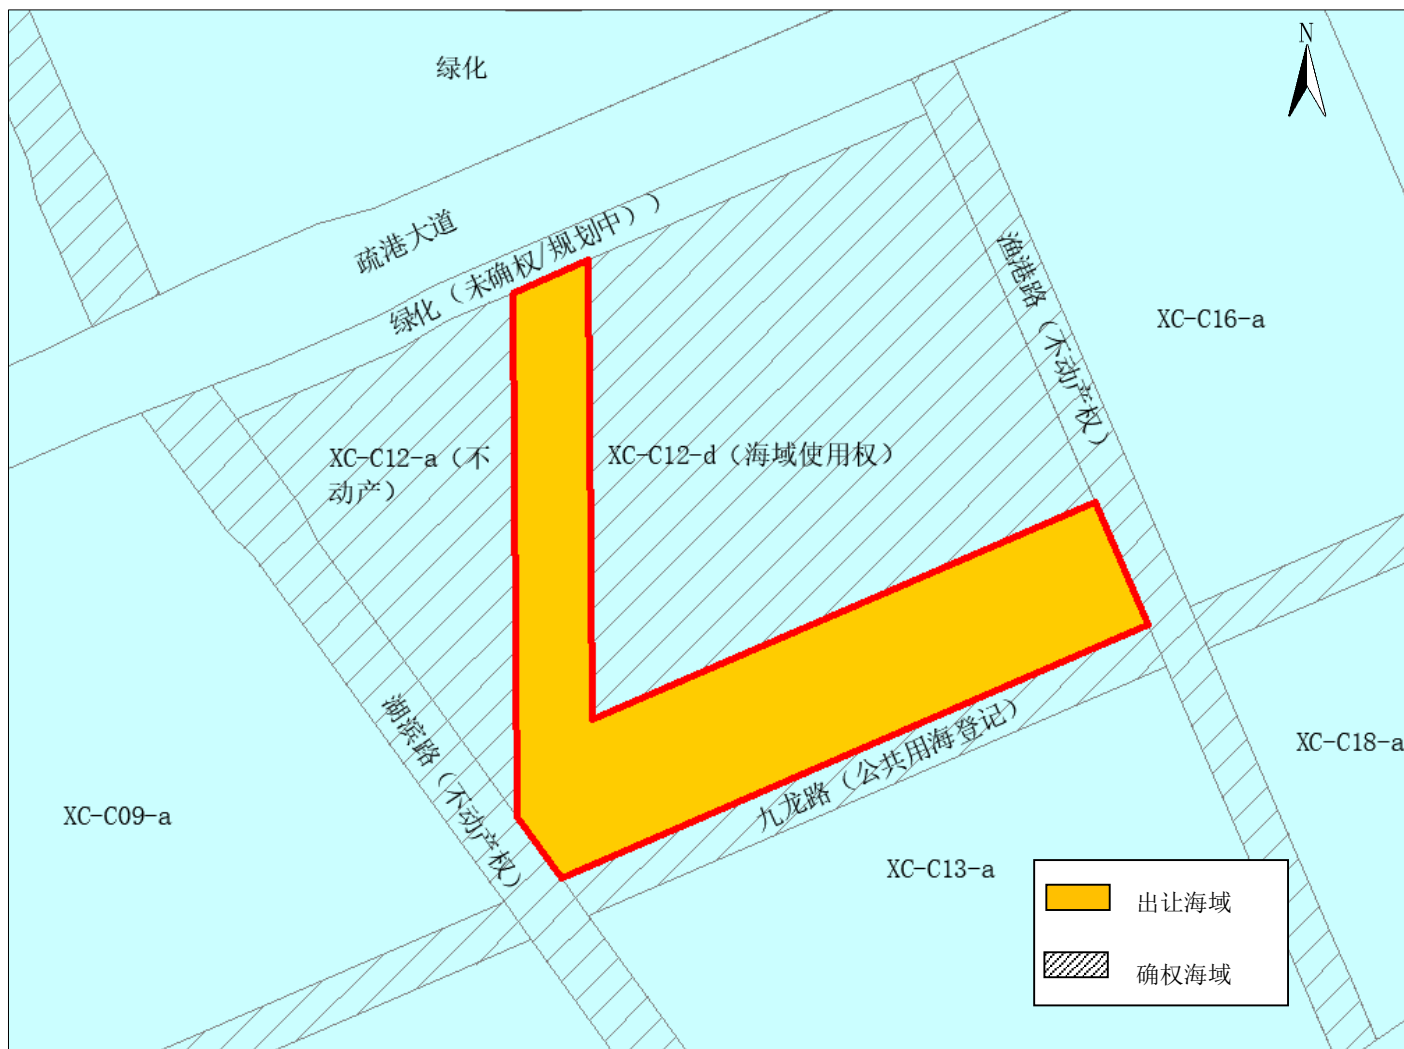 N
绿化
疏港大道
绿化（未确权/规划中））
渔港路（不动产权）
XC-C16-a
XC-C12-a（不
动产）
XC-C12-d（海域使用权）
湖滨路（不动产权）
九龙路（公共用海登记）
XC-C18-a
XC-C09-a
XC-C13-a
出让海域
确权海域